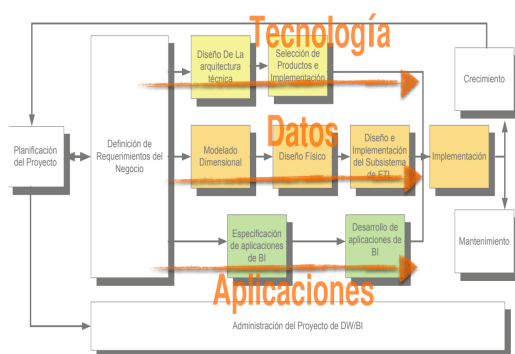 Tecnología
Diseño De La
arquitectura
técnica
Selección de
Productos e
Implementación
Crecimiento
Datos
Planificación
del Proyecto
Definición de
Requerimientos del
Negocio
Modelado
Dimensional
Diseño Físico
Diseño e
Implementación
del Subsistema
de ETL
Implementación
Especificación
de aplicaciones
de BI
Desarrollo de
aplicaciones de
BI
Mantenimiento
Aplicaciones
Administración del Proyecto de DW/BI